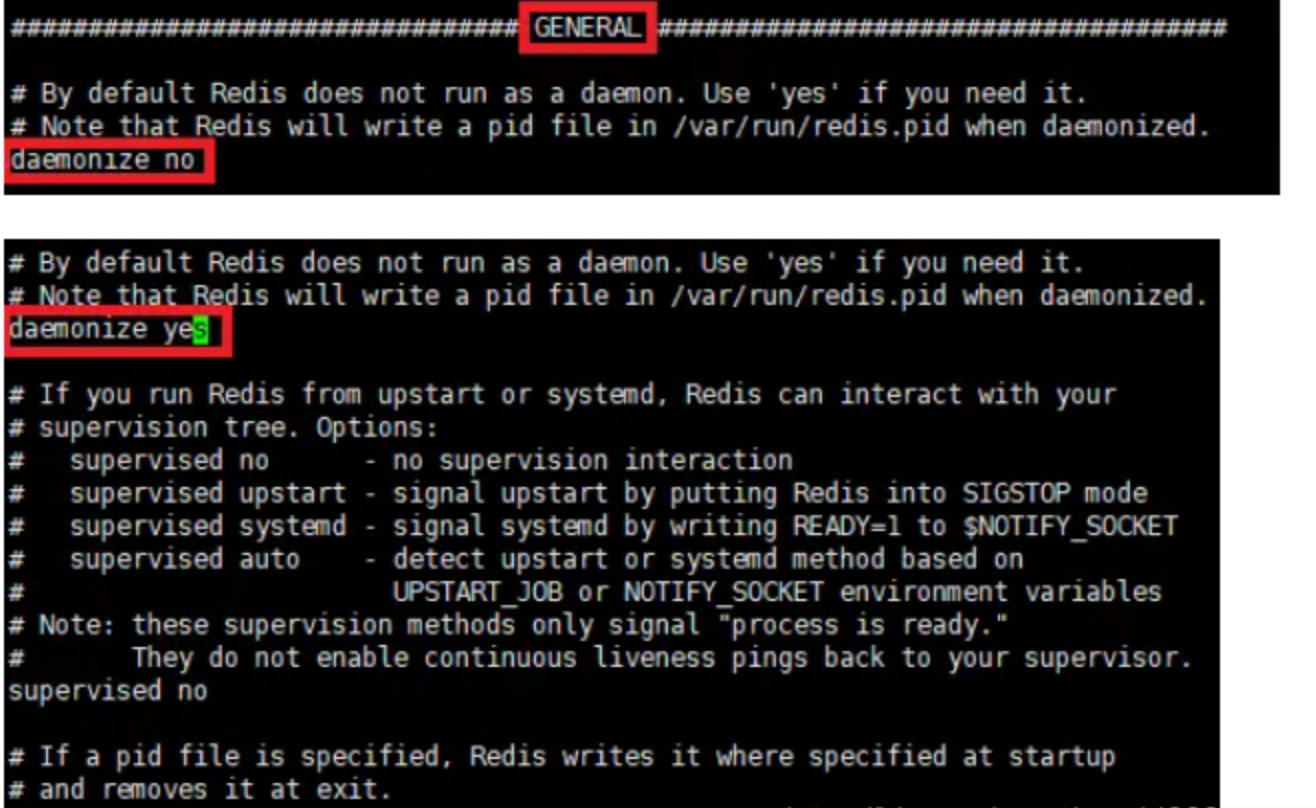 ################################# GENERAL #####################################
# By default Redis does not run as a daemon. Use 'yes' if you need it.
# Note that Redis will write a pid file in /var/run/redis.pid when daemonized.
daemonize no
# By default Redis does not run as a daemon. Use 'yes' if you need it.
# Note that Redis will write a pid file in /var/run/redis.pid when daemonized.
daemonize yes
# If you run Redis from upstart or systemd, Redis can interact with your
# supervision tree. Options:
#   supervised no      - no supervision interaction
#   supervised upstart - signal upstart by putting Redis into SIGSTOP mode
#   supervised systemd - signal systemd by writing READY=1 to $NOTIFY_SOCKET
#   supervised auto    - detect upstart or systemd method based on
#                        UPSTART_JOB or NOTIFY_SOCKET environment variables
# Note: these supervision methods only signal "process is ready."
#       They do not enable continuous liveness pings back to your supervisor.
supervised no
# If a pid file is specified, Redis writes it where specified at startup
# and removes it at exit.